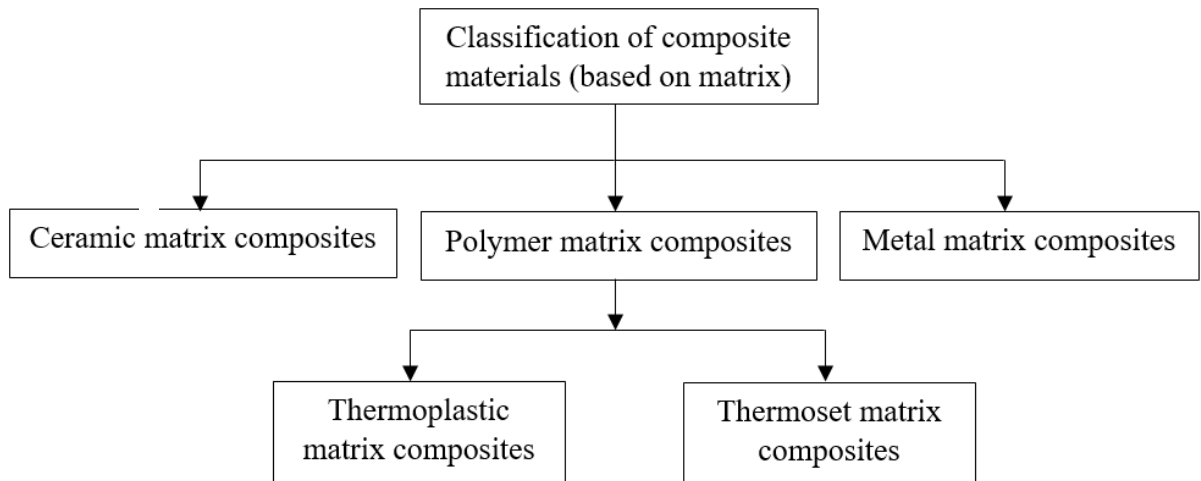 Classification of composite
materials (based on matrix)
Ceramic matrix composites
Polymer matrix composites
Metal matrix composites
Thermoplastic
matrix composites
Thermoset matrix
composites